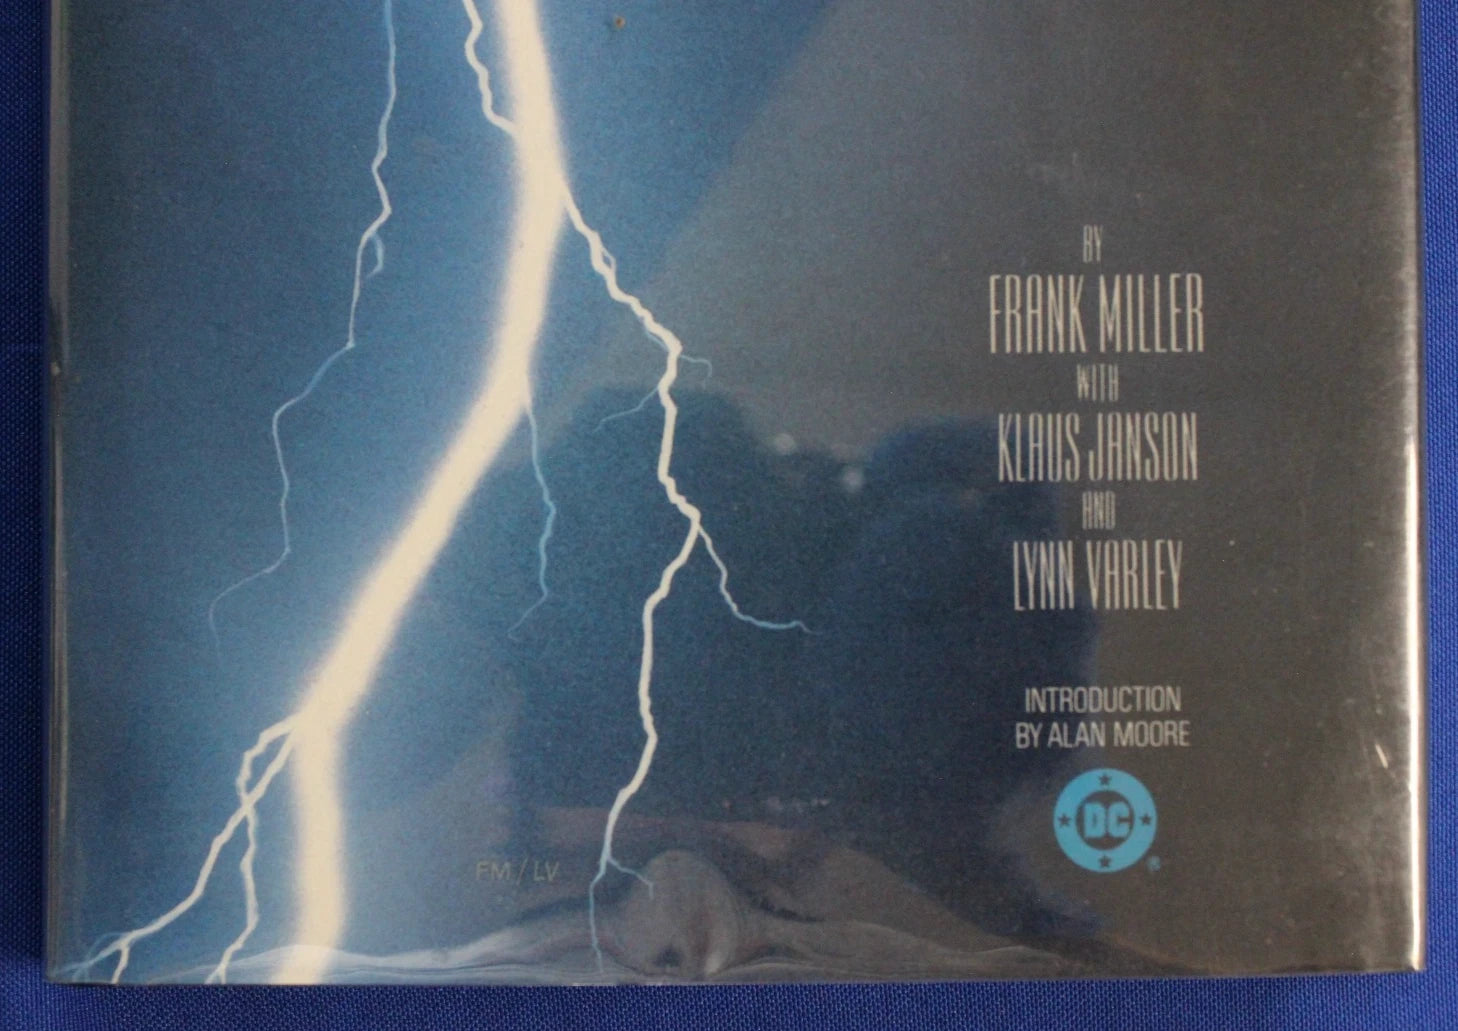 BY
FRANK MILLER
WITH
KLAUS JANSON
AND
LYNN VARLEY
INTRODUCTION
BY ALAN MOORE
DC
®
FM / LV